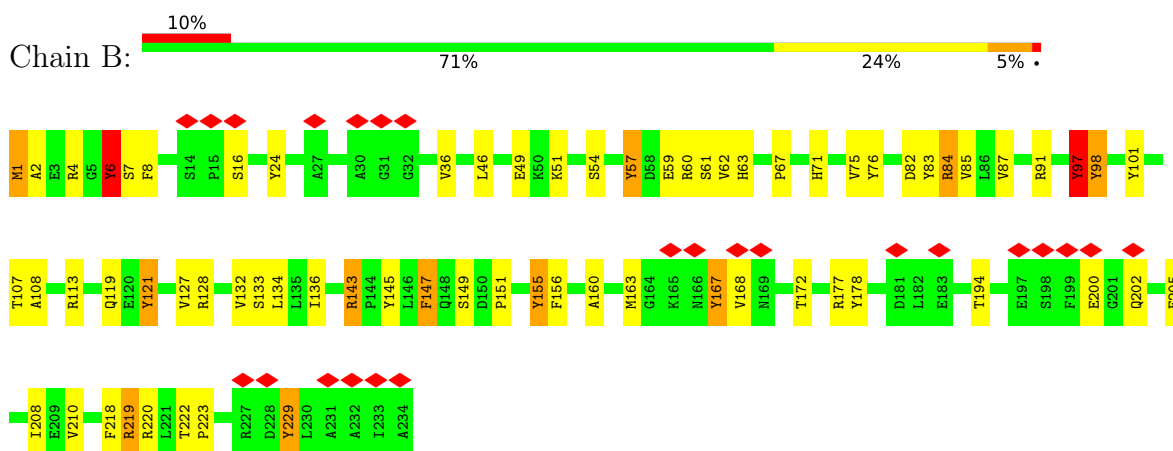 10%
Chain B:
71% 24% 5% •
M1 A2 E3 R4 G5 Y6 S7 F8 S14 P15 S16 Y24 A27 A30 G31 G32 V36 L46 E49 K50 K51 S54 Y57 D58 E59 R60 S61 V62 H63 P67 H71 V75 Y76 D82 Y83 R84 V85 L86 V87 R91 Y97 Y98 Y101
T107 A108 R113 Q119 E120 Y121 V127 R128 V132 S133 L134 L135 I136 R143 P144 Y145 L146 F147 Q148 S149 D150 P151 Y155 F156 A160 M163 G164 K165 N166 Y167 V168 N169 T172 R177 Y178 D181 L182 E183 T194 E197 S198 F199 E200 G201 Q202
I208 E209 V210 F218 R219 R220 L221 T222 P223 R227 D228 Y229 L230 A231 A232 I233 A234